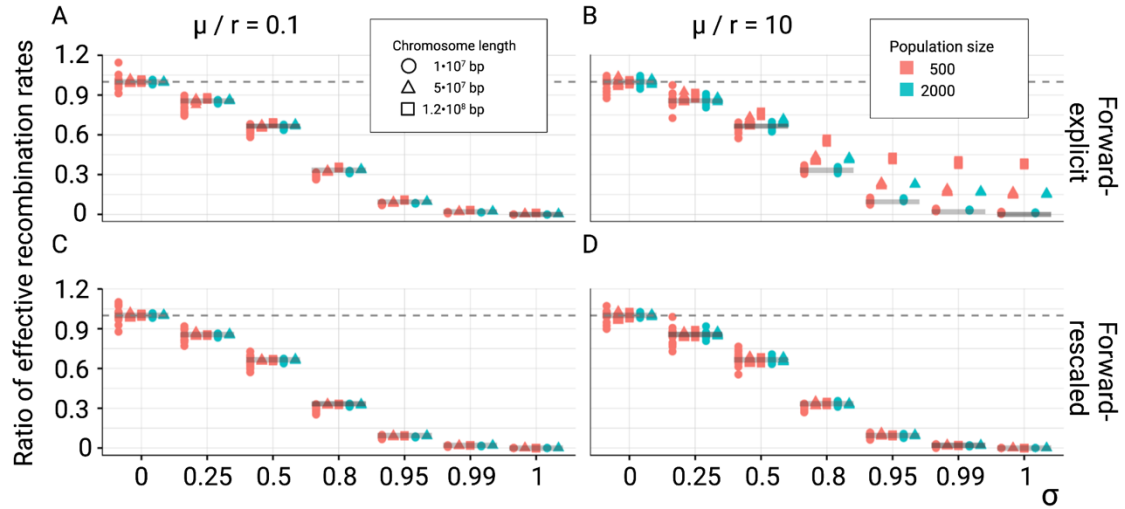 A
μ / r = 0.1
B
μ / r = 10
Chromosome length
1•10⁷ bp
5•10⁷ bp
1.2•10⁸ bp
Population size
500
2000
Ratio of effective recombination rates
1.2
0.9
0.6
0.3
0
Forward-
explicit
C
D
1.2
0.9
0.6
0.3
0
Forward-
rescaled
0 0.25 0.5 0.8 0.95 0.99 1
0 0.25 0.5 0.8 0.95 0.99 1
σ